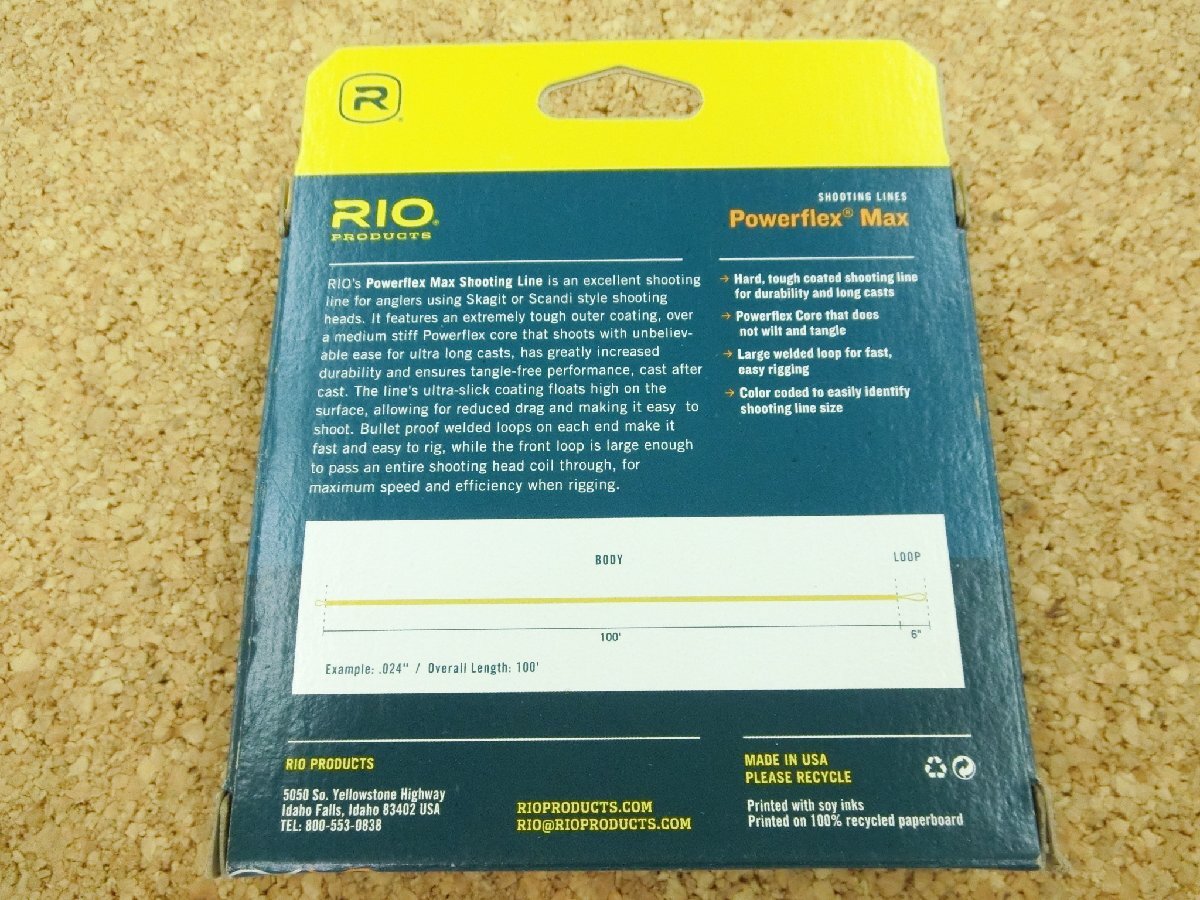 R
RIO®
PRODUCTS
SHOOTING LINES
Powerflex® Max
RIO's Powerflex Max Shooting Line is an excellent shooting
line for anglers using Skagit or Scandi style shooting
heads. It features an extremely tough outer coating, over
a medium stiff Powerflex core that shoots with unbeliev-
able ease for ultra long casts, has greatly increased
durability and ensures tangle-free performance, cast after
cast. The line's ultra-slick coating floats high on the
surface, allowing for reduced drag and making it easy to
shoot. Bullet proof welded loops on each end make it
fast and easy to rig, while the front loop is large enough
to pass an entire shooting head coil through, for
maximum speed and efficiency when rigging.
→ Hard, tough coated shooting line
for durability and long casts
→ Powerflex Core that does
not wilt and tangle
→ Large welded loop for fast,
easy rigging
→ Color coded to easily identify
shooting line size
BODY
LOOP
100'
6"
Example: .024" / Overall Length: 100'
RIO PRODUCTS
5050 So. Yellowstone Highway
Idaho Falls, Idaho 83402 USA
TEL: 800-553-0838
RIOPRODUCTS.COM
RIO@RIOPRODUCTS.COM
MADE IN USA
PLEASE RECYCLE
Printed with soy inks
Printed on 100% recycled paperboard